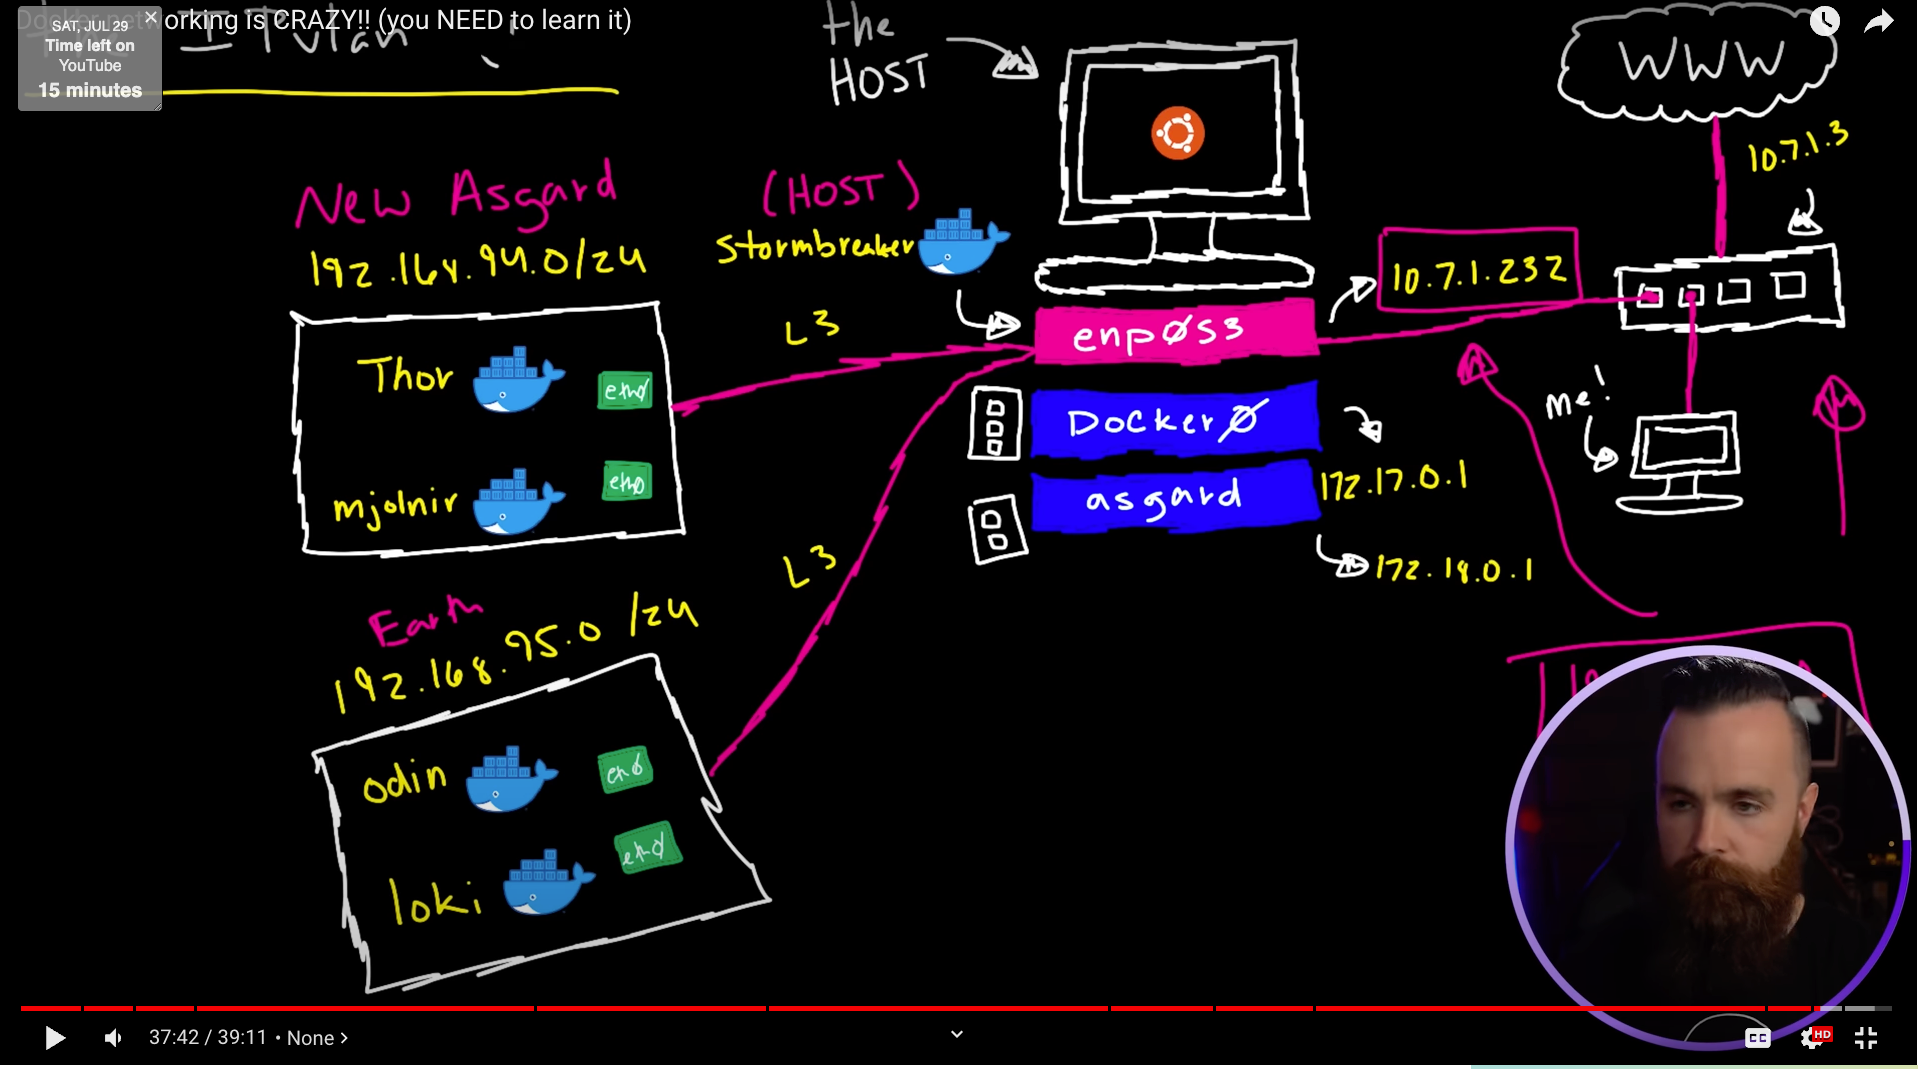 orking is CRAZY!! (you NEED to learn it)
SAT, JUL 29
Time left on
YouTube
15 minutes
the
HOST
WWW
10.7.1.3
New Asgard
192.168.94.0/24
(HOST)
Stormbreaker
10.7.1.232
L3
enp0s3
Thor
eth0
Docker0
me!
mjolnir
eth0
asgard
172.17.0.1
172.18.0.1
L3
Earth
192.168.95.0 /24
odin
eth0
loki
eth0
37:42 / 39:11 • None >
CC
HD